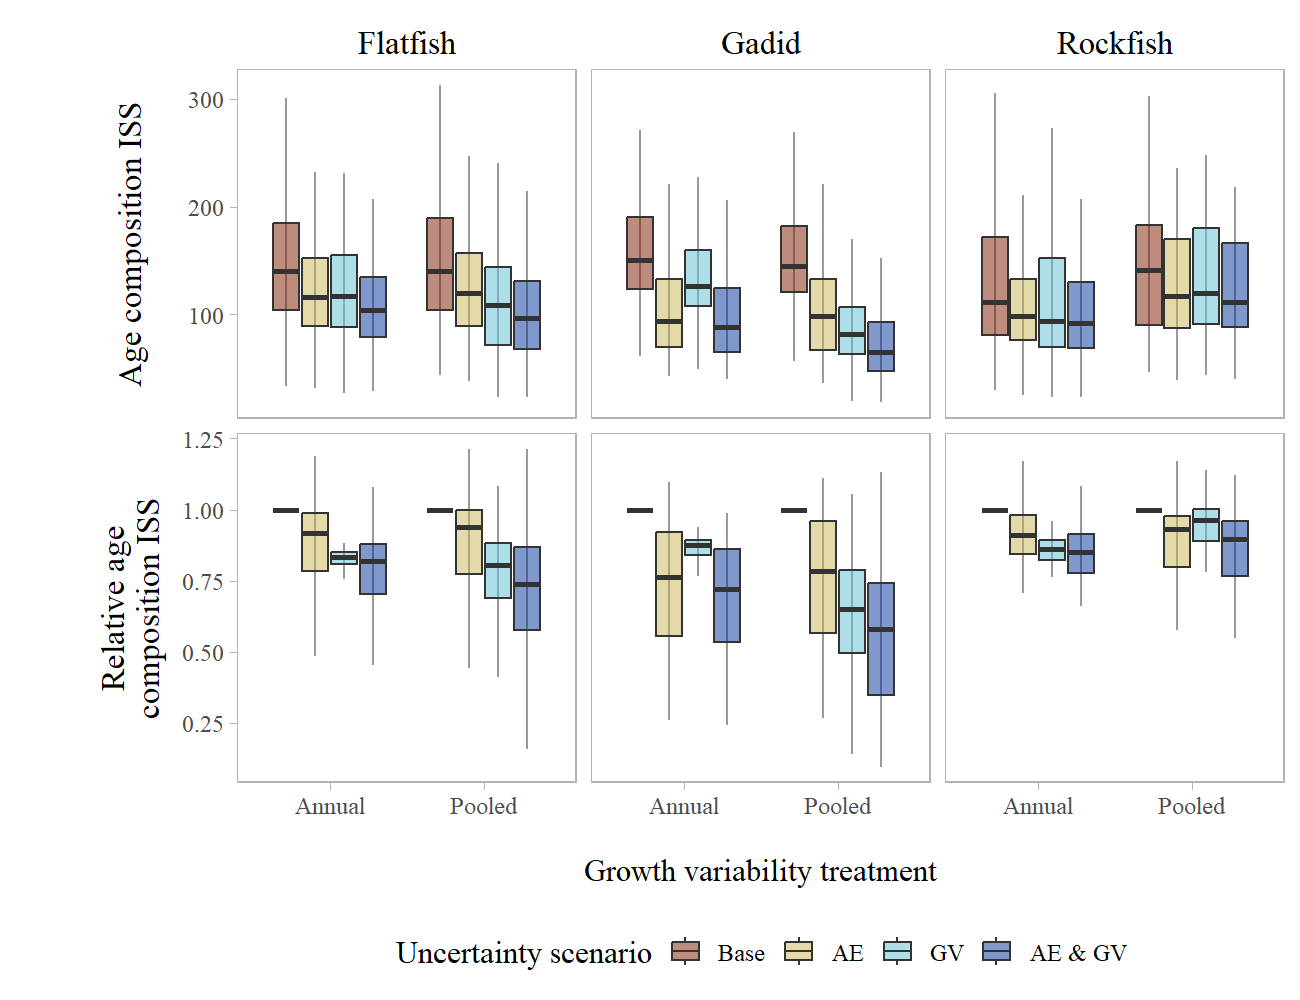 Flatfish Gadid Rockfish
Age composition ISS
300
200
100
Relative age
composition ISS
1.25
1.00
0.75
0.50
0.25
Annual Pooled Annual Pooled Annual Pooled
Growth variability treatment
Uncertainty scenario Base AE GV AE & GV